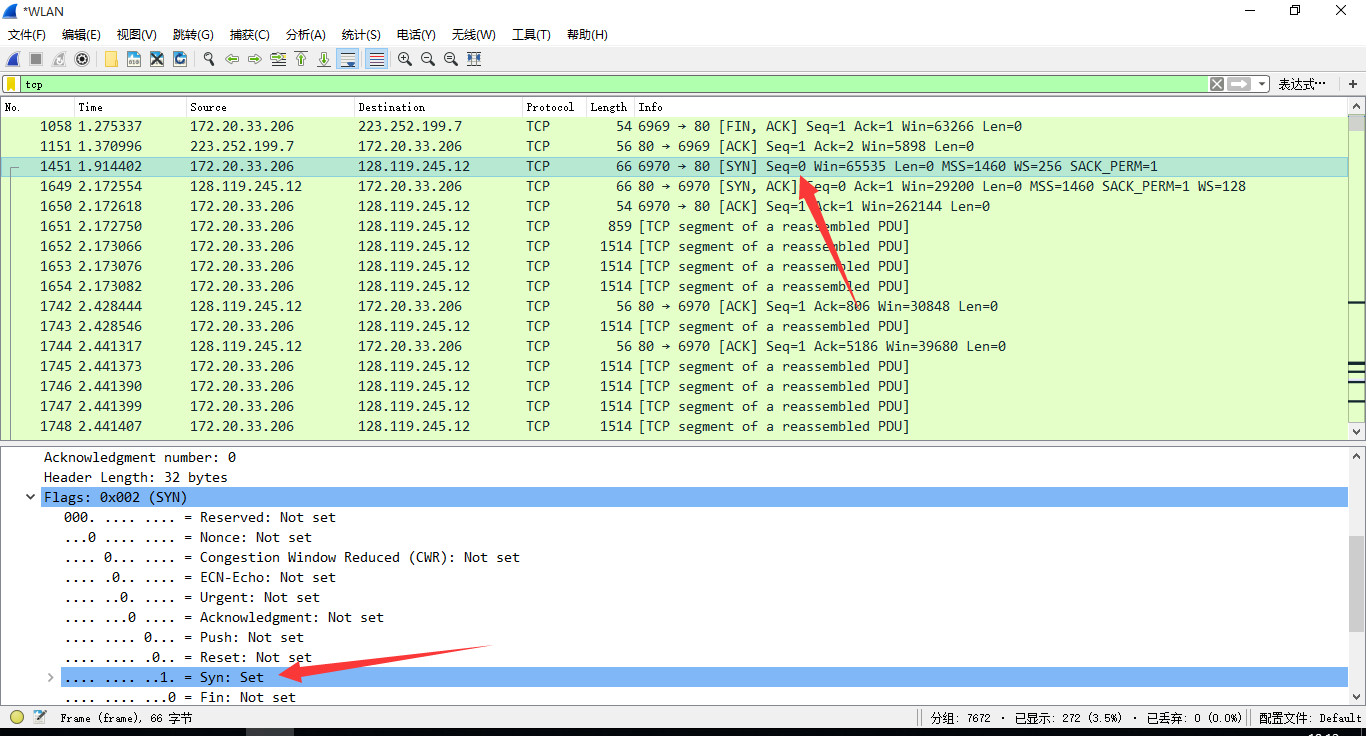 *WLAN
文件(F) 编辑(E) 视图(V) 跳转(G) 捕获(C) 分析(A) 统计(S) 电话(Y) 无线(W) 工具(T) 帮助(H)
tcp 表达式… +
No. Time Source Destination Protocol Length Info
1058 1.275337 172.20.33.206 223.252.199.7 TCP 54 6969 → 80 [FIN, ACK] Seq=1 Ack=1 Win=63266 Len=0
1151 1.370996 223.252.199.7 172.20.33.206 TCP 56 80 → 6969 [ACK] Seq=1 Ack=2 Win=5898 Len=0
1451 1.914402 172.20.33.206 128.119.245.12 TCP 66 6970 → 80 [SYN] Seq=0 Win=65535 Len=0 MSS=1460 WS=256 SACK_PERM=1
1649 2.172554 128.119.245.12 172.20.33.206 TCP 66 80 → 6970 [SYN, ACK] Seq=0 Ack=1 Win=29200 Len=0 MSS=1460 SACK_PERM=1 WS=128
1650 2.172618 172.20.33.206 128.119.245.12 TCP 54 6970 → 80 [ACK] Seq=1 Ack=1 Win=262144 Len=0
1651 2.172750 172.20.33.206 128.119.245.12 TCP 859 [TCP segment of a reassembled PDU]
1652 2.173066 172.20.33.206 128.119.245.12 TCP 1514 [TCP segment of a reassembled PDU]
1653 2.173076 172.20.33.206 128.119.245.12 TCP 1514 [TCP segment of a reassembled PDU]
1654 2.173082 172.20.33.206 128.119.245.12 TCP 1514 [TCP segment of a reassembled PDU]
1742 2.428444 128.119.245.12 172.20.33.206 TCP 56 80 → 6970 [ACK] Seq=1 Ack=806 Win=30848 Len=0
1743 2.428546 172.20.33.206 128.119.245.12 TCP 1514 [TCP segment of a reassembled PDU]
1744 2.441317 128.119.245.12 172.20.33.206 TCP 56 80 → 6970 [ACK] Seq=1 Ack=5186 Win=39680 Len=0
1745 2.441373 172.20.33.206 128.119.245.12 TCP 1514 [TCP segment of a reassembled PDU]
1746 2.441390 172.20.33.206 128.119.245.12 TCP 1514 [TCP segment of a reassembled PDU]
1747 2.441399 172.20.33.206 128.119.245.12 TCP 1514 [TCP segment of a reassembled PDU]
1748 2.441407 172.20.33.206 128.119.245.12 TCP 1514 [TCP segment of a reassembled PDU]
Acknowledgment number: 0
Header Length: 32 bytes
Flags: 0x002 (SYN)
000. .... .... = Reserved: Not set
...0 .... .... = Nonce: Not set
.... 0... .... = Congestion Window Reduced (CWR): Not set
.... .0.. .... = ECN-Echo: Not set
.... ..0. .... = Urgent: Not set
.... ...0 .... = Acknowledgment: Not set
.... .... 0... = Push: Not set
.... .... .0.. = Reset: Not set
.... .... ..1. = Syn: Set
.... .... ...0 = Fin: Not set
Frame (frame), 66 字节 分组: 7672 · 已显示: 272 (3.5%) · 已丢弃: 0 (0.0%) 配置文件: Default